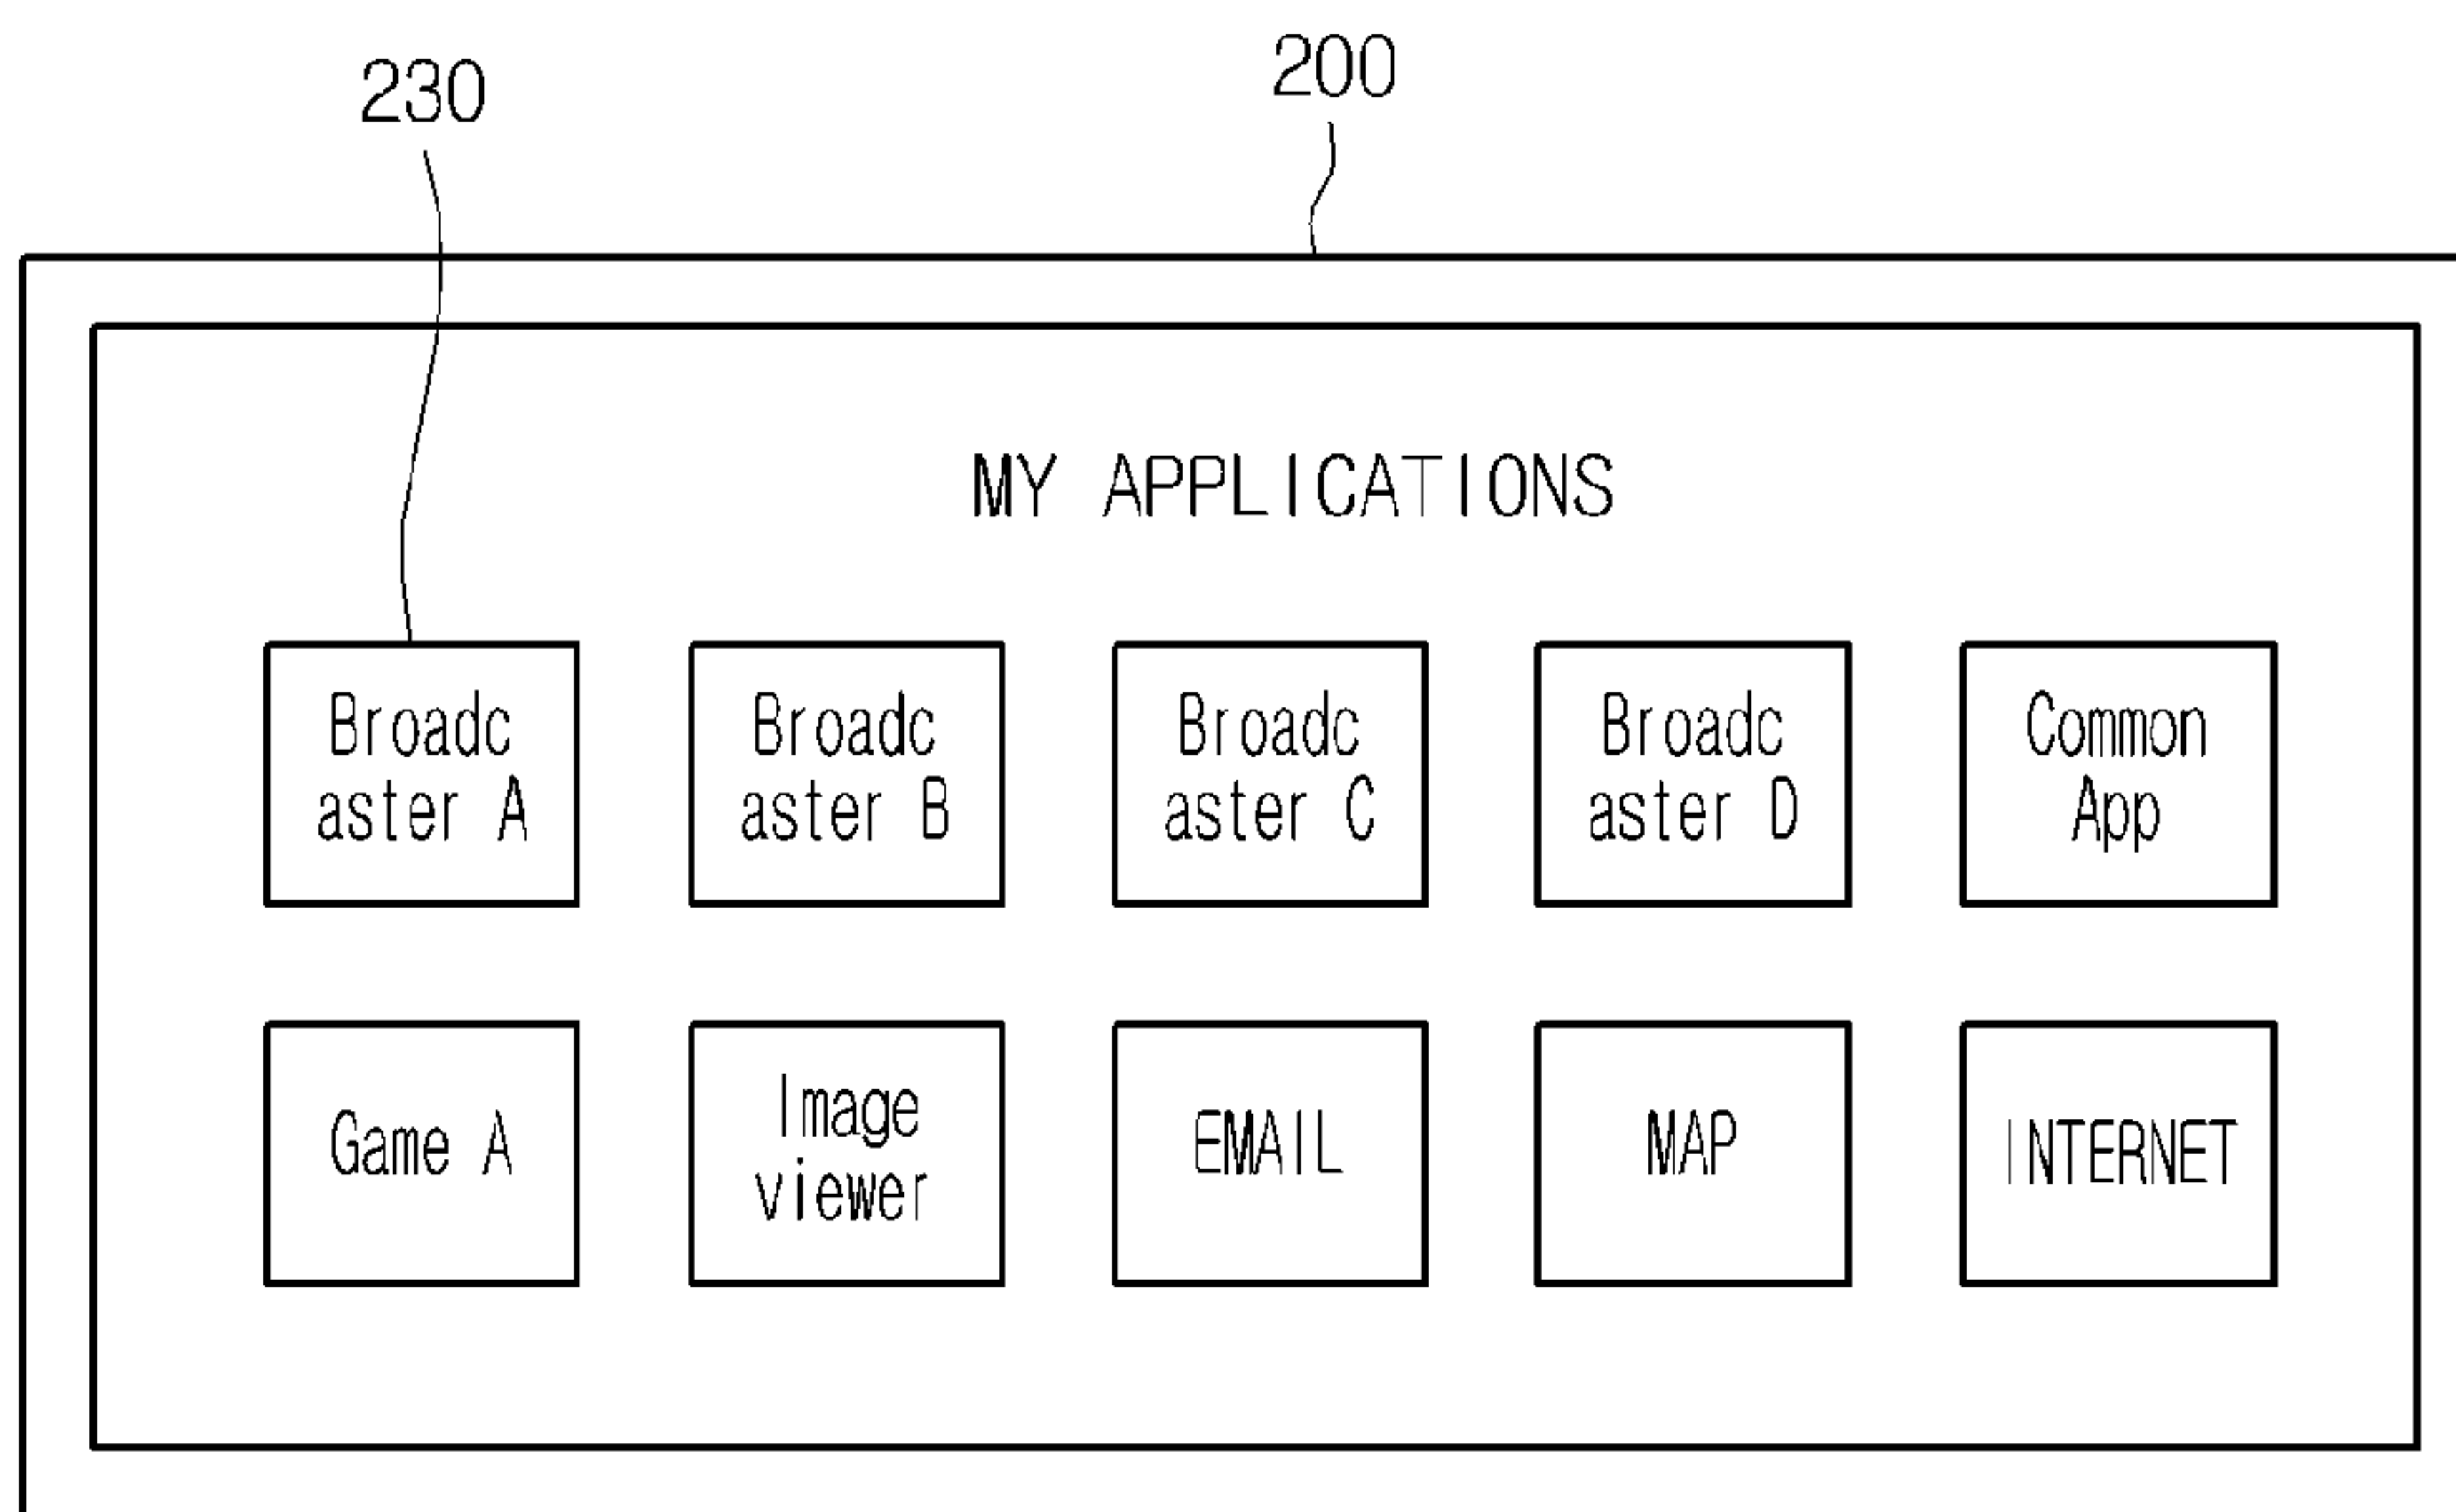 230
200
MY APPLICATIONS
Broadc
aster A
Broadc
aster B
Broadc
aster C
Broadc
aster D
Common
App
Game A
Image
viewer
EMAIL
MAP
INTERNET